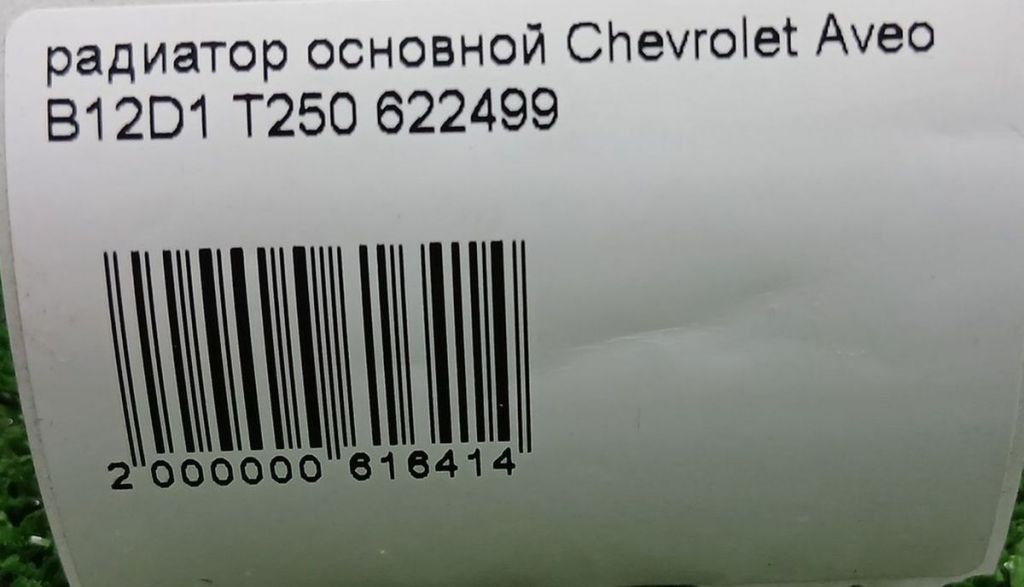 радиатор основной Chevrolet Aveo
B12D1 T250 622499
2 000000 616414